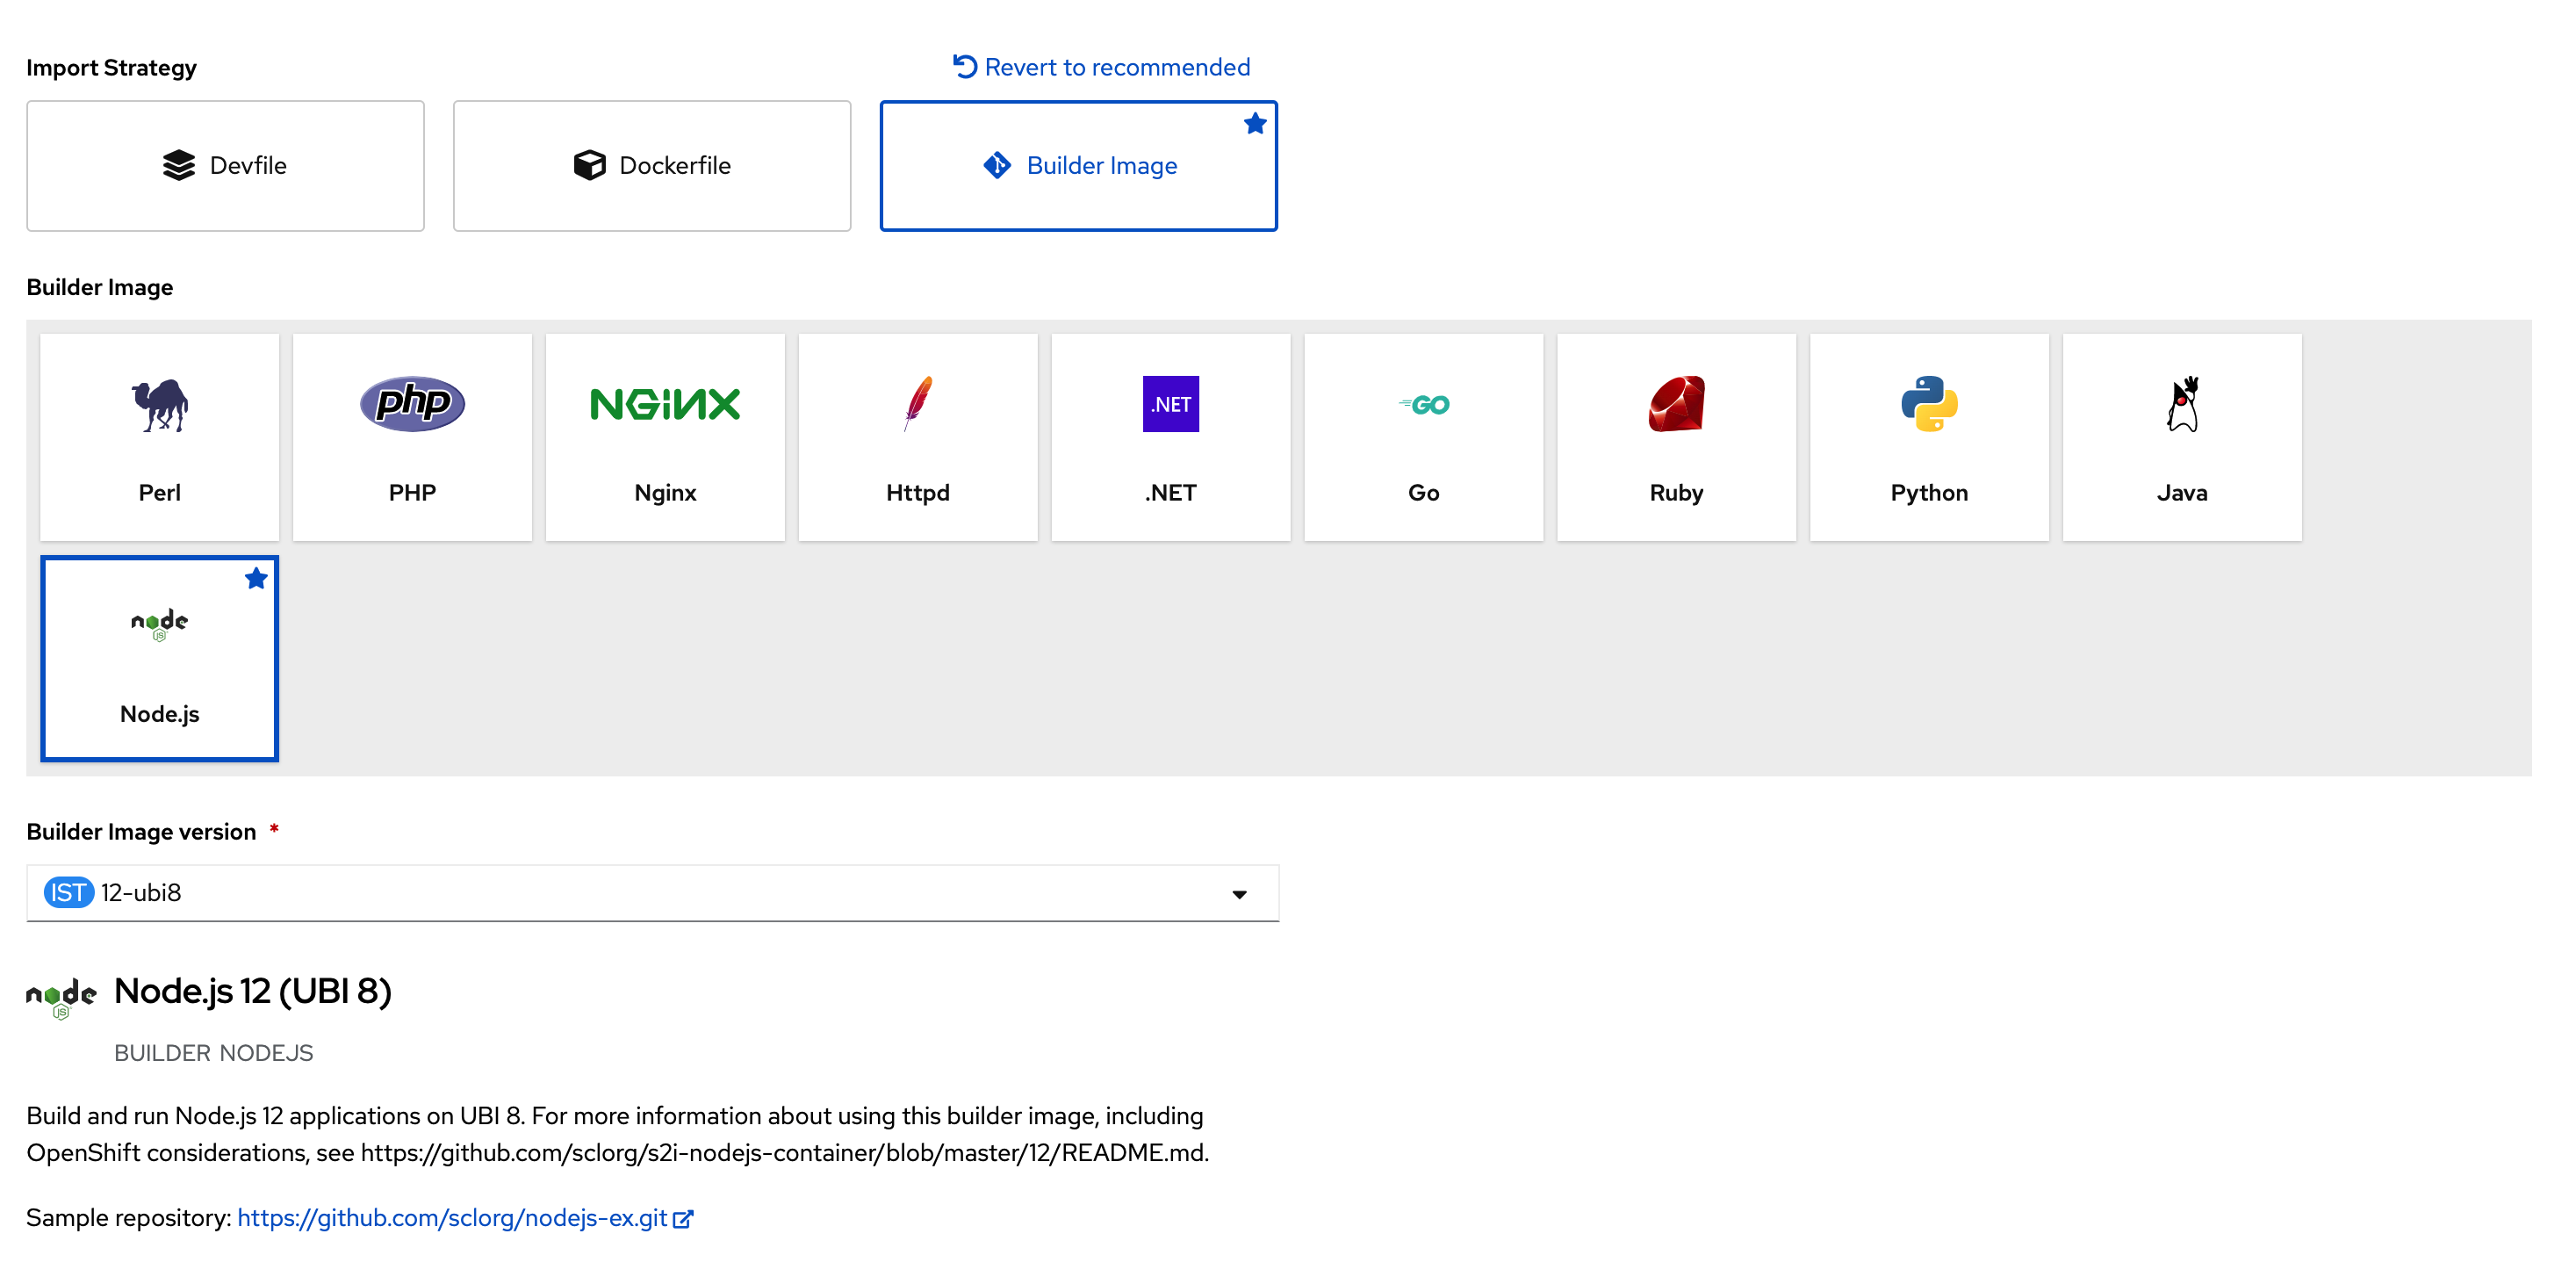 Import Strategy
Revert to recommended
Devfile
Dockerfile
Builder Image
Builder Image
php
NGINX
.NET
GO
Perl
PHP
Nginx
Httpd
.NET
Go
Ruby
Python
Java
node
JS
Node.js
Builder Image version *
IST 12-ubi8
node
JS
Node.js 12 (UBI 8)
BUILDER NODEJS
Build and run Node.js 12 applications on UBI 8. For more information about using this builder image, including
OpenShift considerations, see https://github.com/sclorg/s2i-nodejs-container/blob/master/12/README.md.
Sample repository: https://github.com/sclorg/nodejs-ex.git